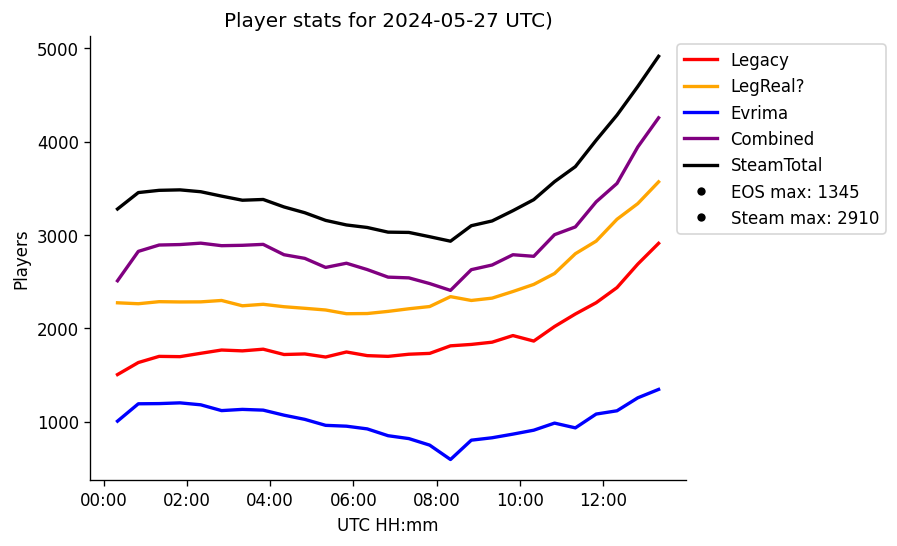 Player stats for 2024-05-27 UTC)
Players
5000
4000
3000
2000
1000
00:00 02:00 04:00 06:00 08:00 10:00 12:00
UTC HH:mm
Legacy
LegReal?
Evrima
Combined
SteamTotal
EOS max: 1345
Steam max: 2910